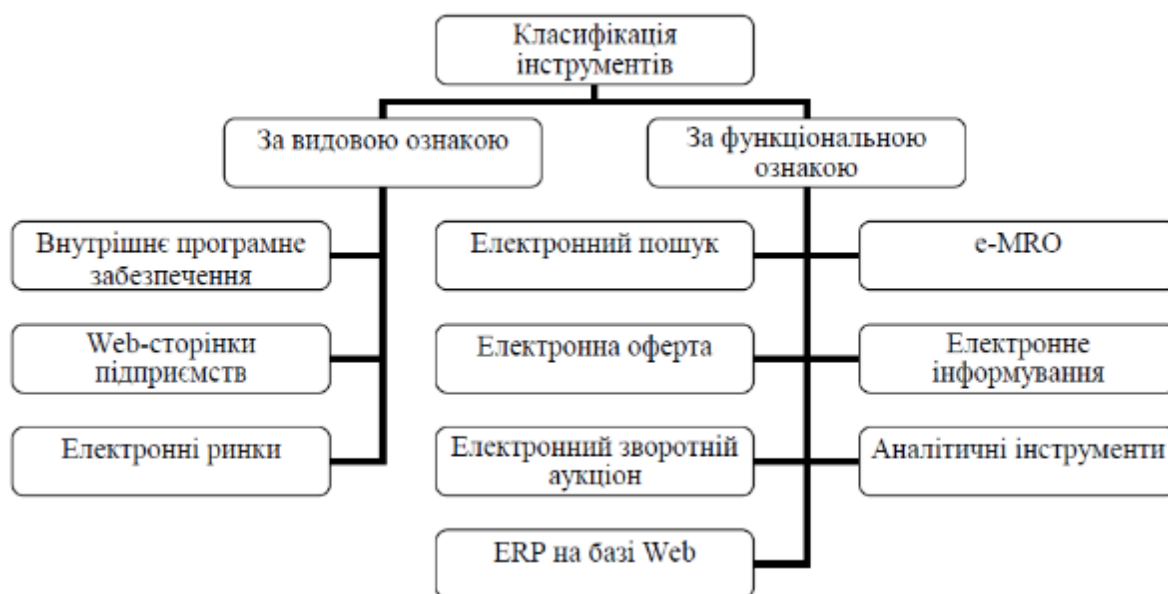 Класифікація
інструментів
За видовою ознакою
За функціональною
ознакою
Внутрішнє програмне
забезпечення
Електронний пошук
e-MRO
Web-сторінки
підприємств
Електронна оферта
Електронне
інформування
Електронні ринки
Електронний зворотній
аукціон
Аналітичні інструменти
ERP на базі Web